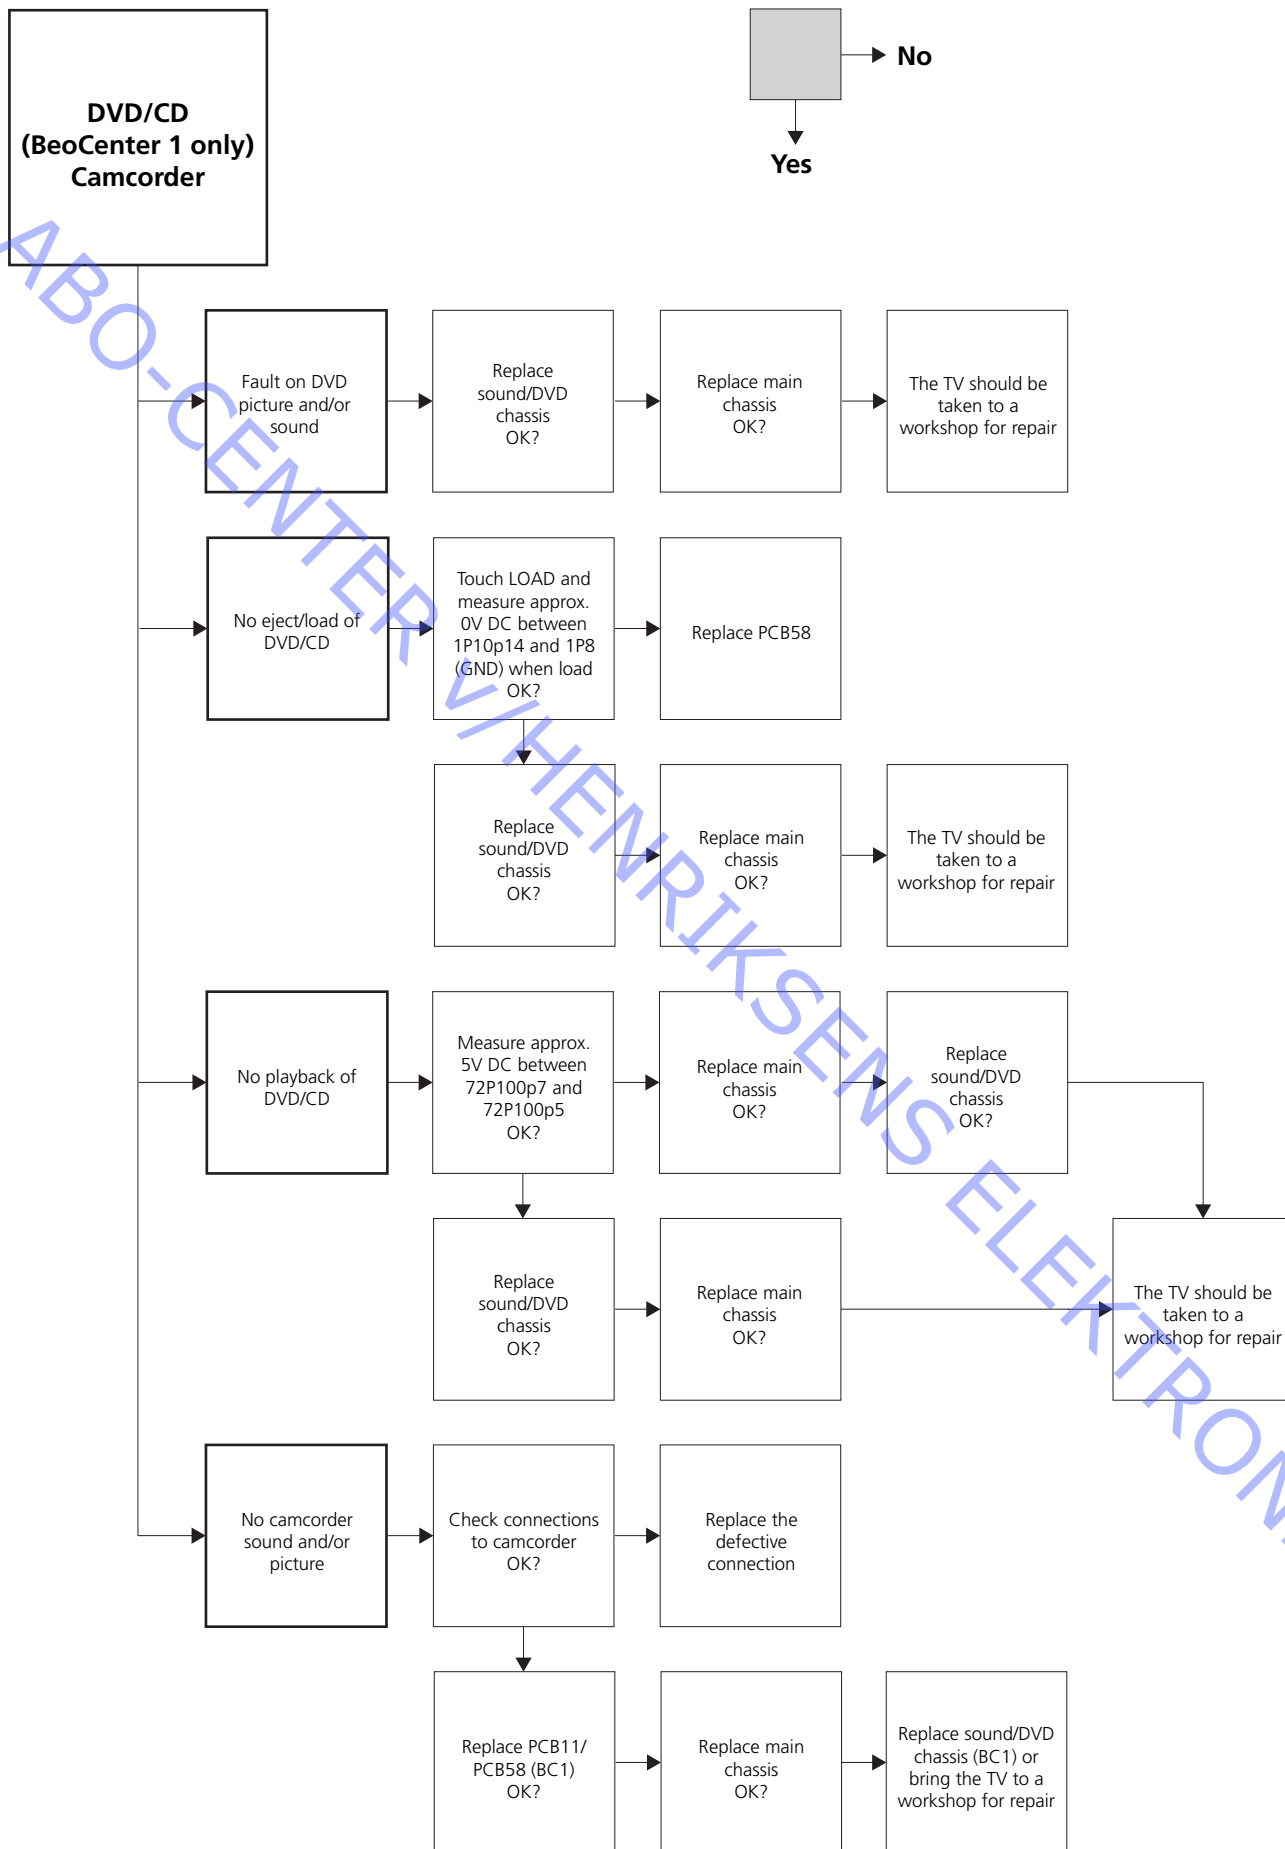 DVD/CD
(BeoCenter 1 only)
Camcorder
No
Yes
Fault on DVD
picture and/or
sound
Replace
sound/DVD
chassis
OK?
Replace main
chassis
OK?
The TV should be
taken to a
workshop for repair
No eject/load of
DVD/CD
Touch LOAD and
measure approx.
0V DC between
1P10p14 and 1P8
(GND) when load
OK?
Replace PCB58
Replace
sound/DVD
chassis
OK?
Replace main
chassis
OK?
The TV should be
taken to a
workshop for repair
No playback of
DVD/CD
Measure approx.
5V DC between
72P100p7 and
72P100p5
OK?
Replace main
chassis
OK?
Replace
sound/DVD
chassis
OK?
Replace
sound/DVD
chassis
OK?
Replace main
chassis
OK?
The TV should be
taken to a
workshop for repair
No camcorder
sound and/or
picture
Check connections
to camcorder
OK?
Replace the
defective
connection
Replace PCB11/
PCB58 (BC1)
OK?
Replace main
chassis
OK?
Replace sound/DVD
chassis (BC1) or
bring the TV to a
workshop for repair
ABO-CENTER v/HENRIKSENS